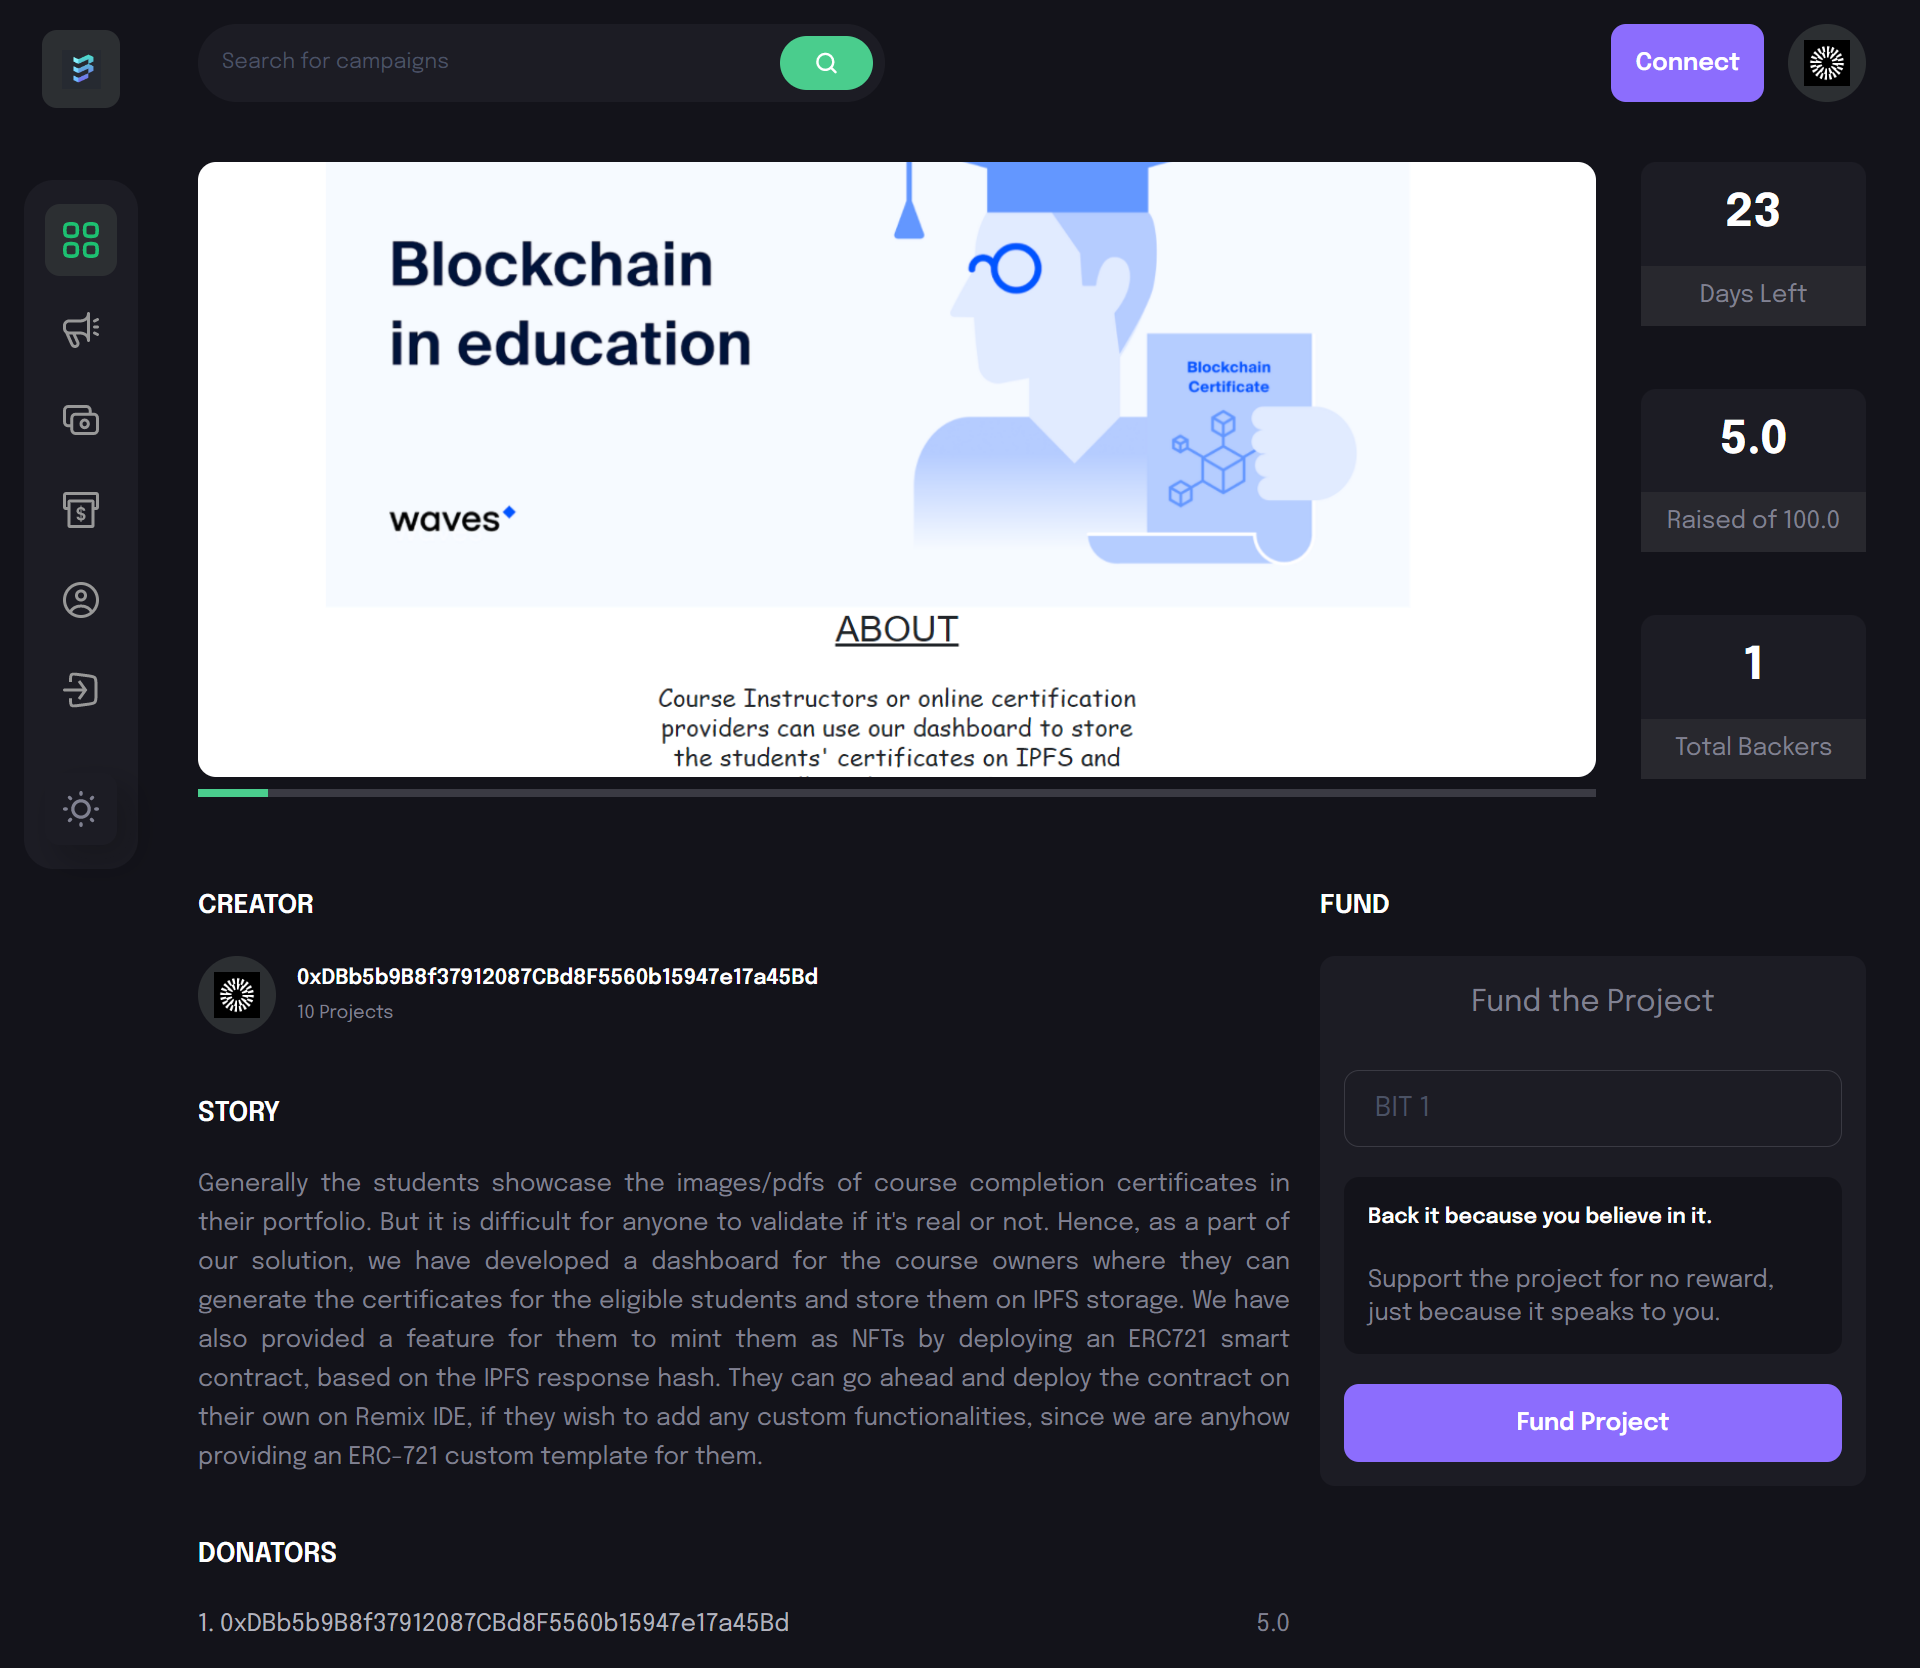 Search for campaigns
Connect
Blockchain
in education
Blockchain
Certificate
waves
ABOUT
Course Instructors or online certification
providers can use our dashboard to store
the students' certificates on IPFS and
23
Days Left
5.0
Raised of 100.0
1
Total Backers
CREATOR
0xDBb5b9B8f37912087CBd8F5560b15947e17a45Bd
10 Projects
STORY
Generally the students showcase the images/pdfs of course completion certificates in
their portfolio. But it is difficult for anyone to validate if it's real or not. Hence, as a part of
our solution, we have developed a dashboard for the course owners where they can
generate the certificates for the eligible students and store them on IPFS storage. We have
also provided a feature for them to mint them as NFTs by deploying an ERC721 smart
contract, based on the IPFS response hash. They can go ahead and deploy the contract on
their own on Remix IDE, if they wish to add any custom functionalities, since we are anyhow
providing an ERC-721 custom template for them.
DONATORS
1. 0xDBb5b9B8f37912087CBd8F5560b15947e17a45Bd 5.0
FUND
Fund the Project
BIT 1
Back it because you believe in it.
Support the project for no reward,
just because it speaks to you.
Fund Project